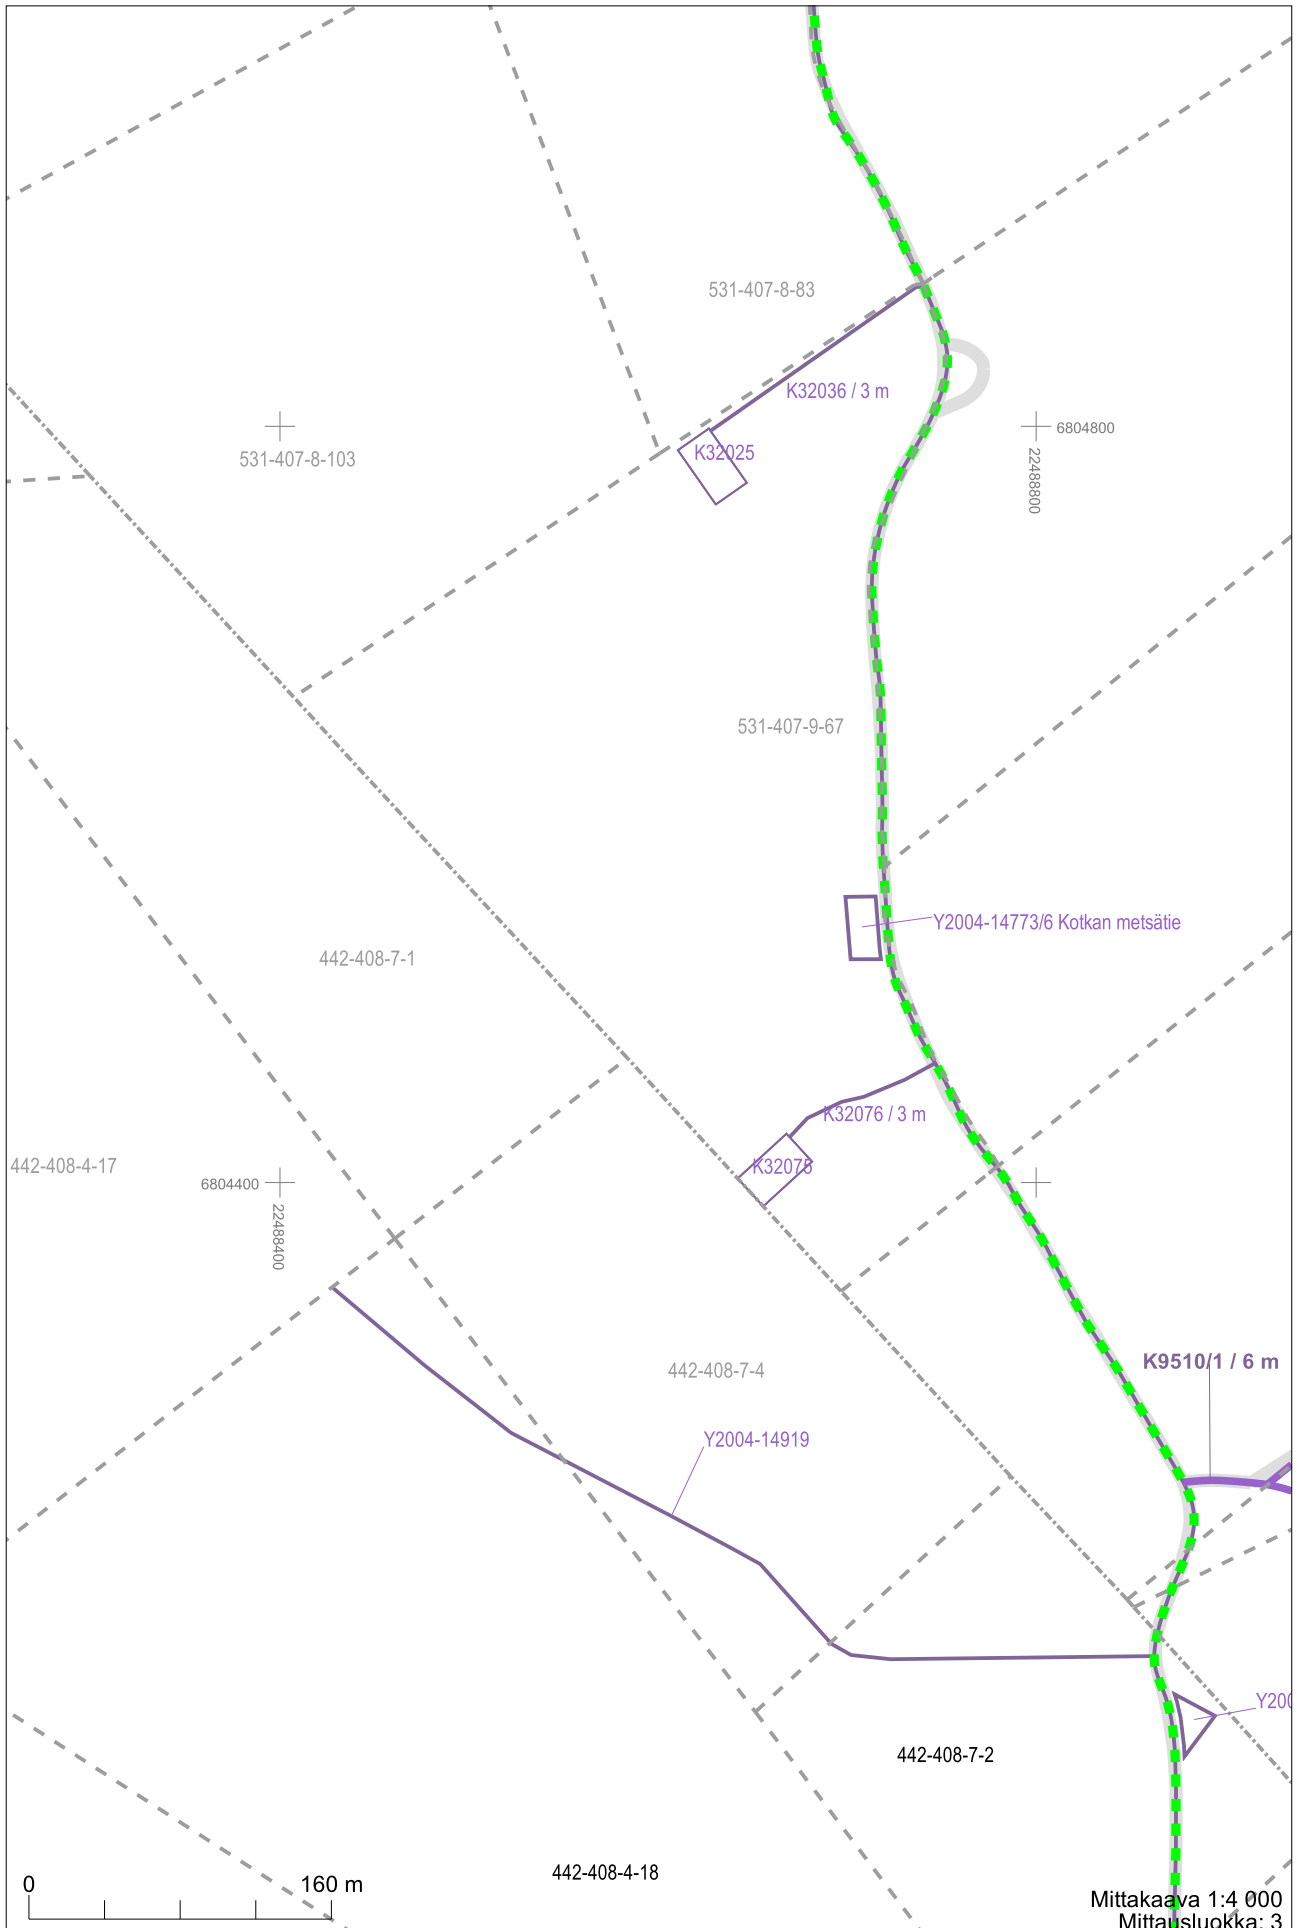 531-407-8-83
K32036 / 3 m
6804800
K32025
531-407-8-103
22488800
531-407-9-67
Y2004-14773/6 Kotkan metsätie
442-408-7-1
K32076 / 3 m
442-408-4-17
K32075
6804400
22488400
K9510/1 / 6 m
442-408-7-4
Y2004-14919
Y200
442-408-7-2
442-408-4-18
0 160 m
Mittakaava 1:4 000
Mittausluokka: 3